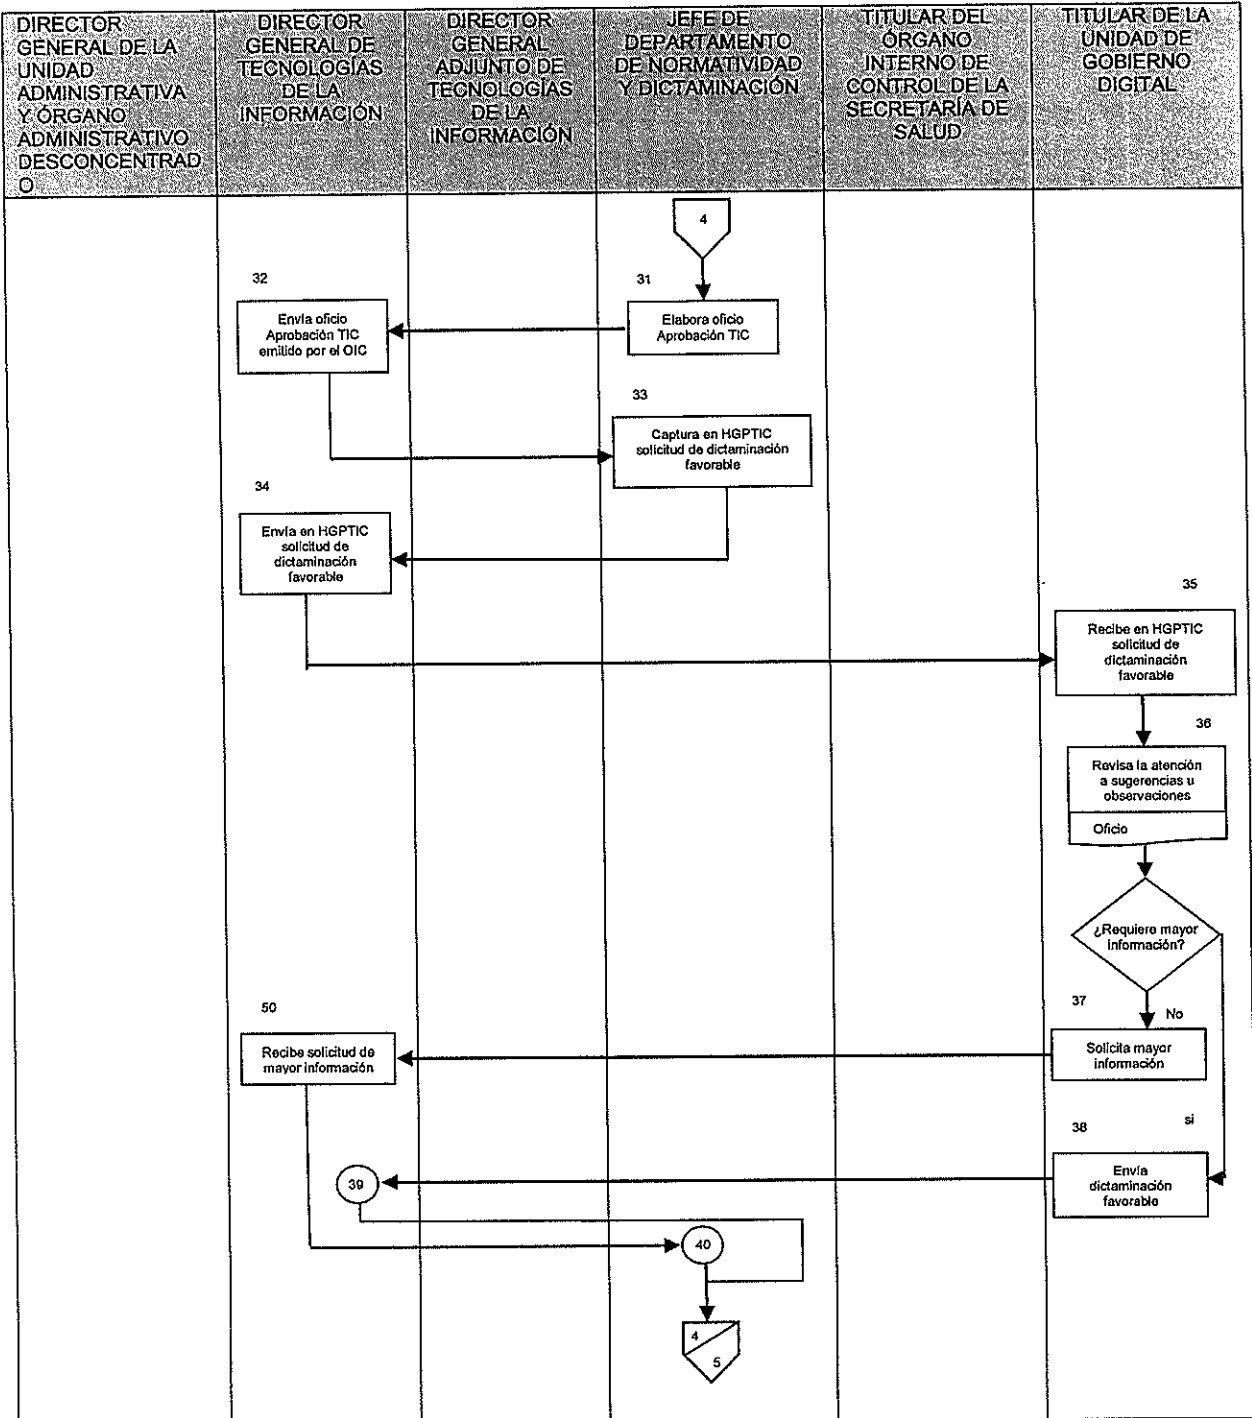 DIRECTOR
GENERAL DE LA
UNIDAD
ADMINISTRATIVA
Y ÓRGANO
ADMINISTRATIVO
DESCONCENTRAD
O
DIRECTOR
GENERAL DE
TECNOLOGÍAS
DE LA
INFORMACIÓN
DIRECTOR
GENERAL
ADJUNTO DE
TECNOLOGÍAS
DE LA
INFORMACIÓN
JEFE DE
DEPARTAMENTO
DE NORMATIVIDAD
Y DICTAMINACIÓN
TITULAR DEL
ÓRGANO
INTERNO DE
CONTROL DE LA
SECRETARÍA DE
SALUD
TITULAR DE LA
UNIDAD DE
GOBIERNO
DIGITAL
4
31
Elabora oficio
Aprobación TIC
32
Envía oficio
Aprobación TIC
emitido por el OIC
33
Captura en HGPTIC
solicitud de dictaminación
favorable
34
Envía en HGPTIC
solicitud de
dictaminación
favorable
35
Recibe en HGPTIC
solicitud de
dictaminación
favorable
36
Revisa la atención
a sugerencias u
observaciones
Oficio
¿Requiere mayor
información?
No
37
Solicita mayor
información
50
Recibe solicitud de
mayor información
si
38
Envía
dictaminación
favorable
39
40
4
5